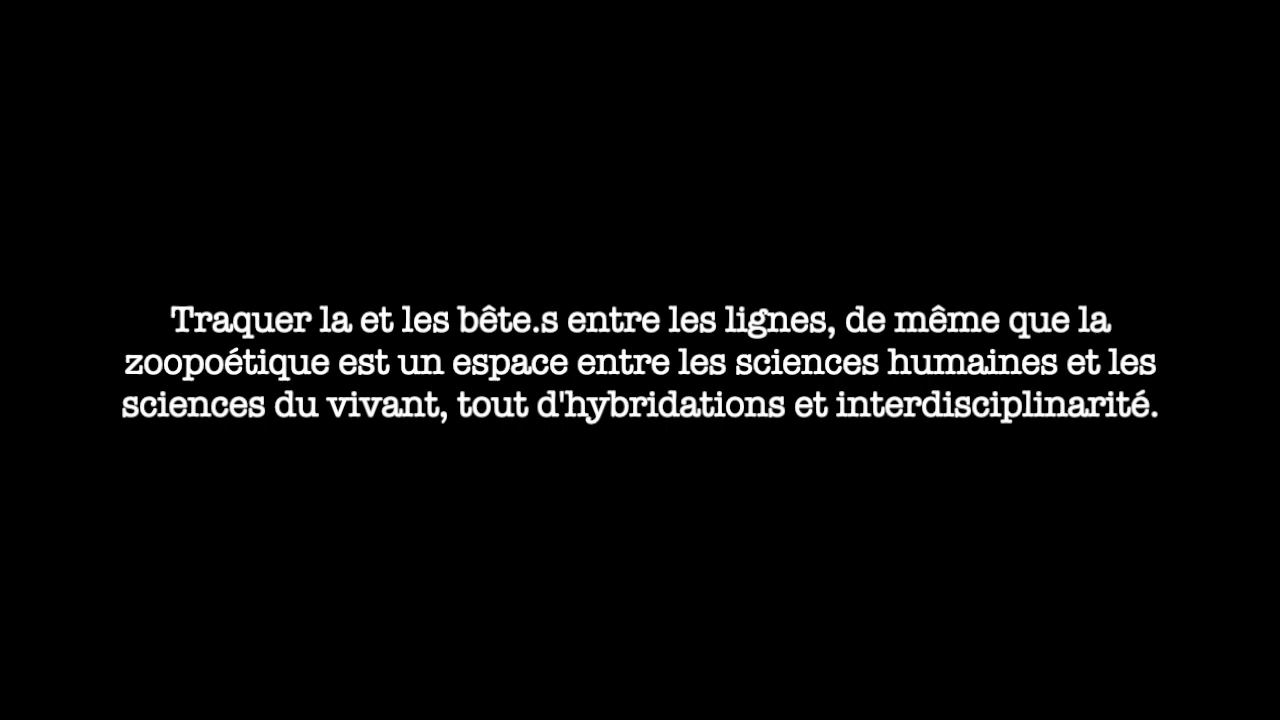 Traquer la et les bête.s entre les lignes, de même que la
zoopoétique est un espace entre les sciences humaines et les
sciences du vivant, tout d'hybridations et interdisciplinarité.